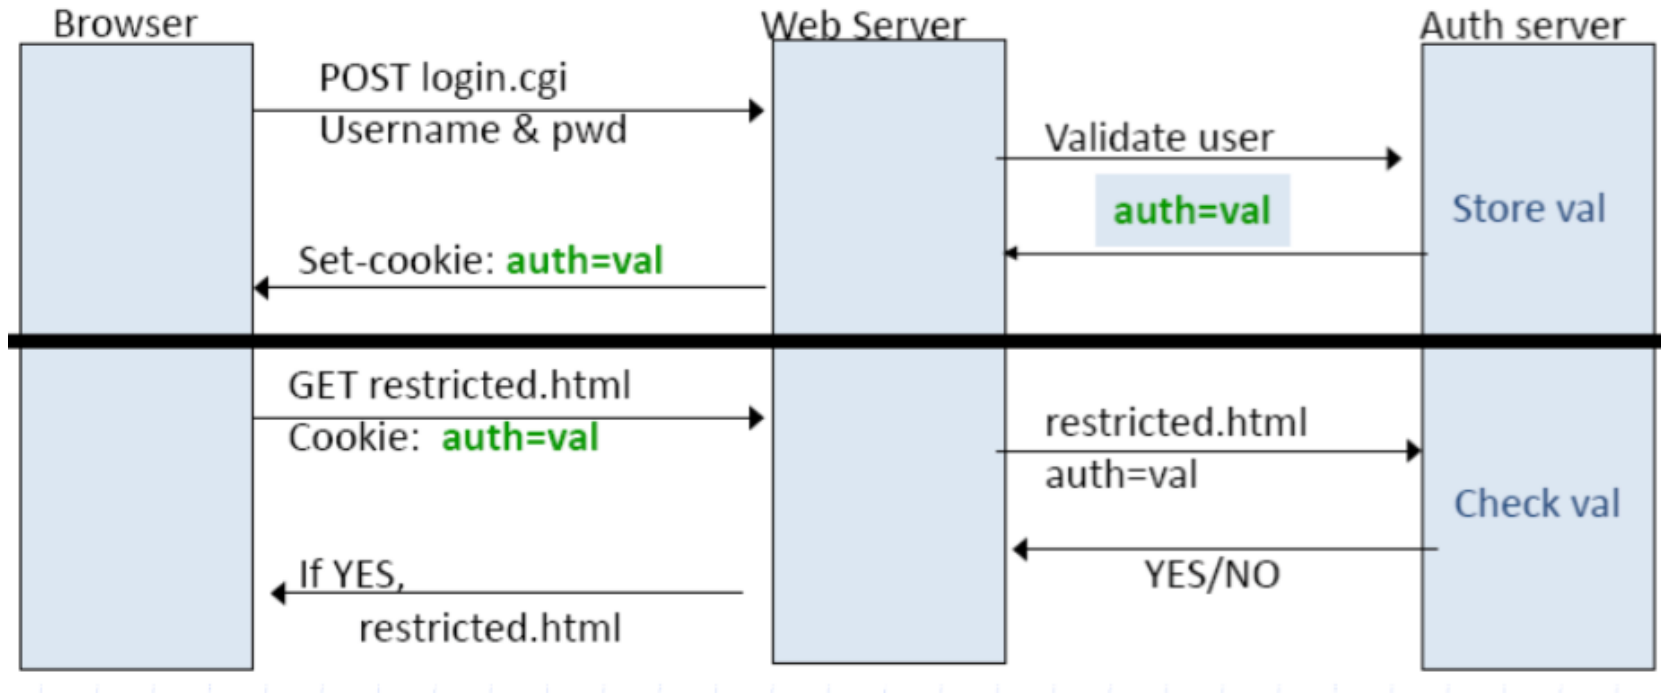 Browser
Web Server
Auth server
POST login.cgi
Username & pwd
Validate user
auth=val
Store val
Set-cookie: auth=val
GET restricted.html
Cookie: auth=val
restricted.html
auth=val
Check val
YES/NO
If YES,
restricted.html